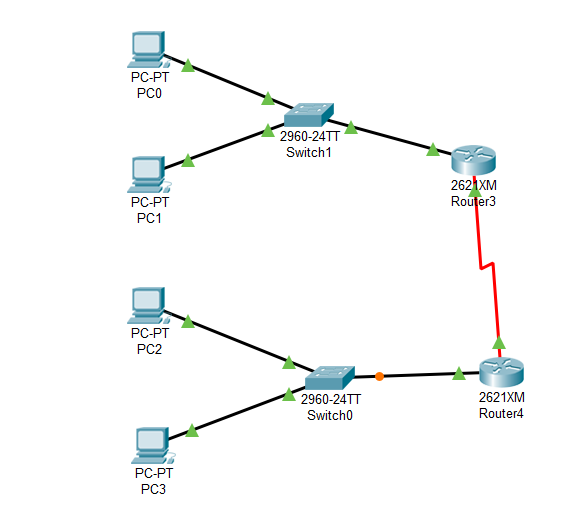 PC-PT
PC0
2960-24TT
Switch1
2621XM
Router3
PC-PT
PC1
PC-PT
PC2
2960-24TT
Switch0
2621XM
Router4
PC-PT
PC3